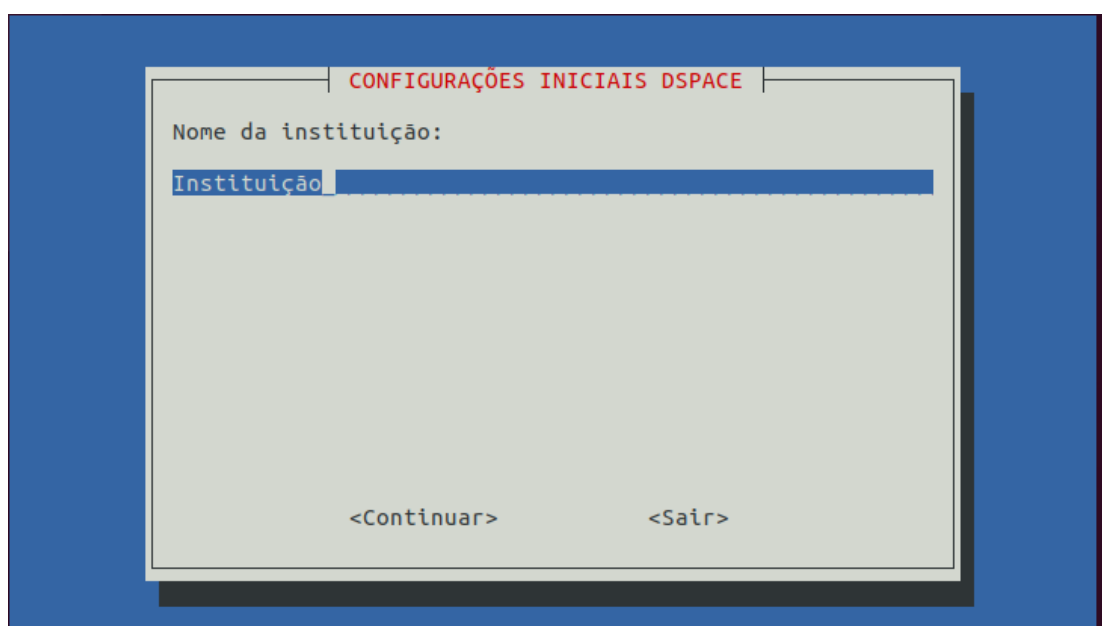 CONFIGURAÇÕES INICIAIS DSPACE
Nome da instituição:
Instituição_
<Continuar> <Sair>